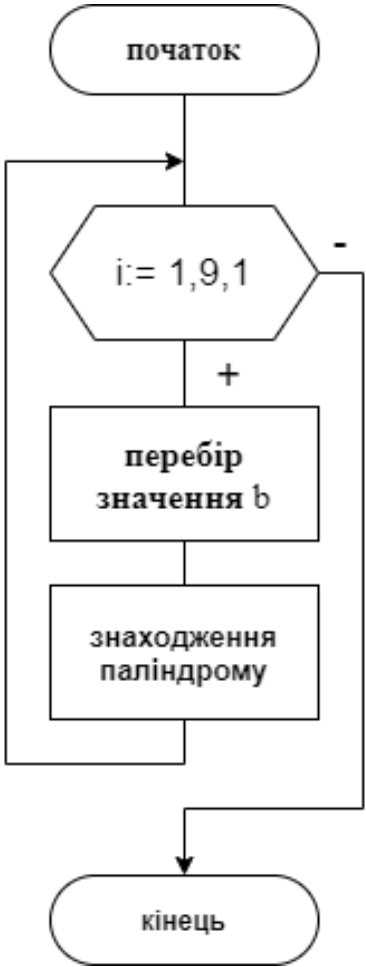 початок
i:= 1,9,1
-
+
перебір
значення b
знаходження
паліндрому
кінець